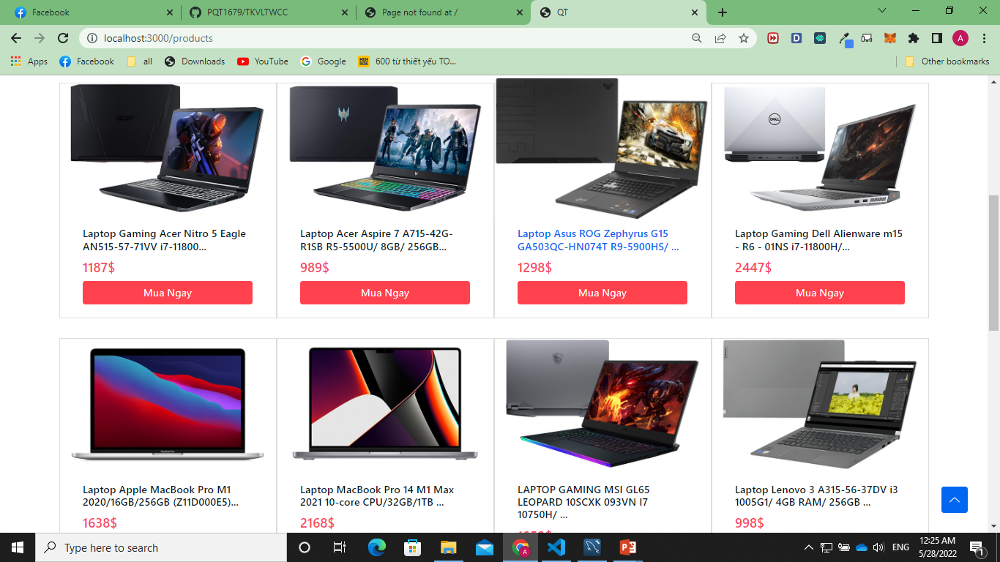 Facebook
PQT1679/TKVLTWCC
Page not found at /
QT
localhost:3000/products
Apps
Facebook
all
Downloads
YouTube
Google
600 từ thiết yếu TO...
Other bookmarks
Laptop Gaming Acer Nitro 5 Eagle
AN515-57-71VV i7-11800...
1187$
Mua Ngay
Laptop Acer Aspire 7 A715-42G-
R1SB R5-5500U/ 8GB/ 256GB...
989$
Mua Ngay
Laptop Asus ROG Zephyrus G15
GA503QC-HN074T R9-5900HS/ ...
1298$
Mua Ngay
Laptop Gaming Dell Alienware m15
- R6 - 01NS i7-11800H/...
2447$
Mua Ngay
Laptop Apple MacBook Pro M1
2020/16GB/256GB (Z11D000E5)...
1638$
Laptop MacBook Pro 14 M1 Max
2021 10-core CPU/32GB/1TB ...
2168$
LAPTOP GAMING MSI GL65
LEOPARD 10SCXK 093VN I7
10750H/ ...
Laptop Lenovo 3 A315-56-37DV i3
1005G1/ 4GB RAM/ 256GB ...
998$
Type here to search
ENG
12:25 AM
5/28/2022